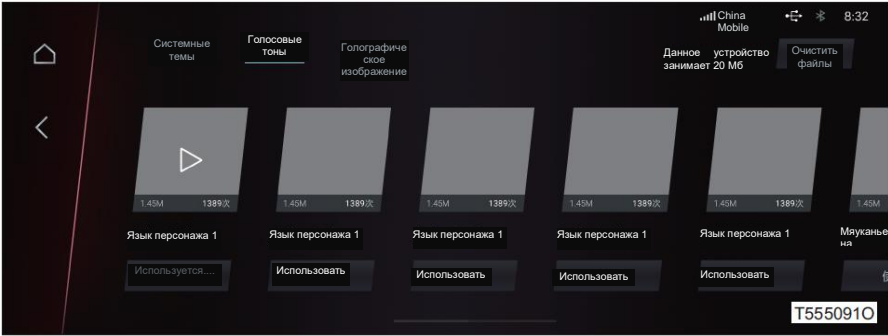 China
Mobile
8:32
Системные
темы
Голосовые
тоны
Голографиче
ское
изображение
Данное устройство
занимает 20 Мб
Очистить
файлы
1.45M 1389次
1.45M 1389次
1.45M 1389次
1.45M 1389次
1.45M 1389次
1.45M
Язык персонажа 1
Язык персонажа 1
Язык персонажа 1
Язык персонажа 1
Язык персонажа 1
Мяуканье
на
Используется....
Использовать
Использовать
Использовать
Использовать
T555091O